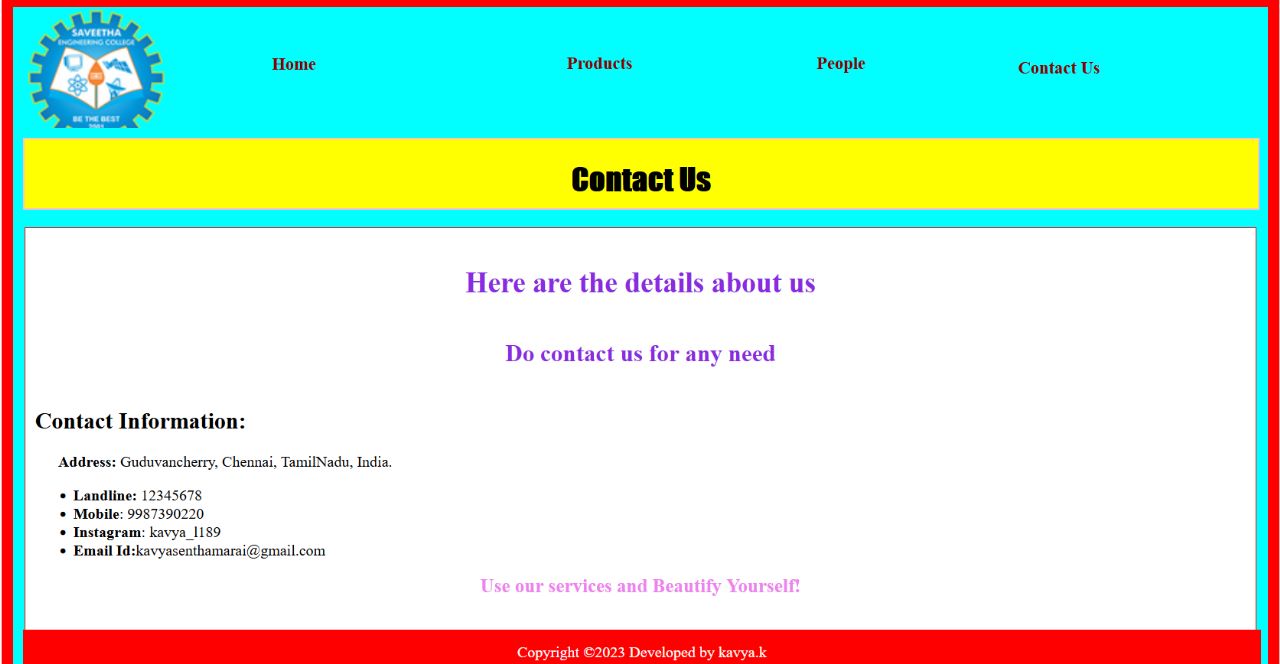 SAVEETHA
ENGINEERING COLLEGE
BE THE BEST
2001
Home Products People Contact Us
Contact Us
Here are the details about us
Do contact us for any need
Contact Information:
Address: Guduvancherry, Chennai, TamilNadu, India.
• Landline: 12345678
• Mobile: 9987390220
• Instagram: kavya_l189
• Email Id:kavyasenthamarai@gmail.com
Use our services and Beautify Yourself!
Copyright ©2023 Developed by kavya.k